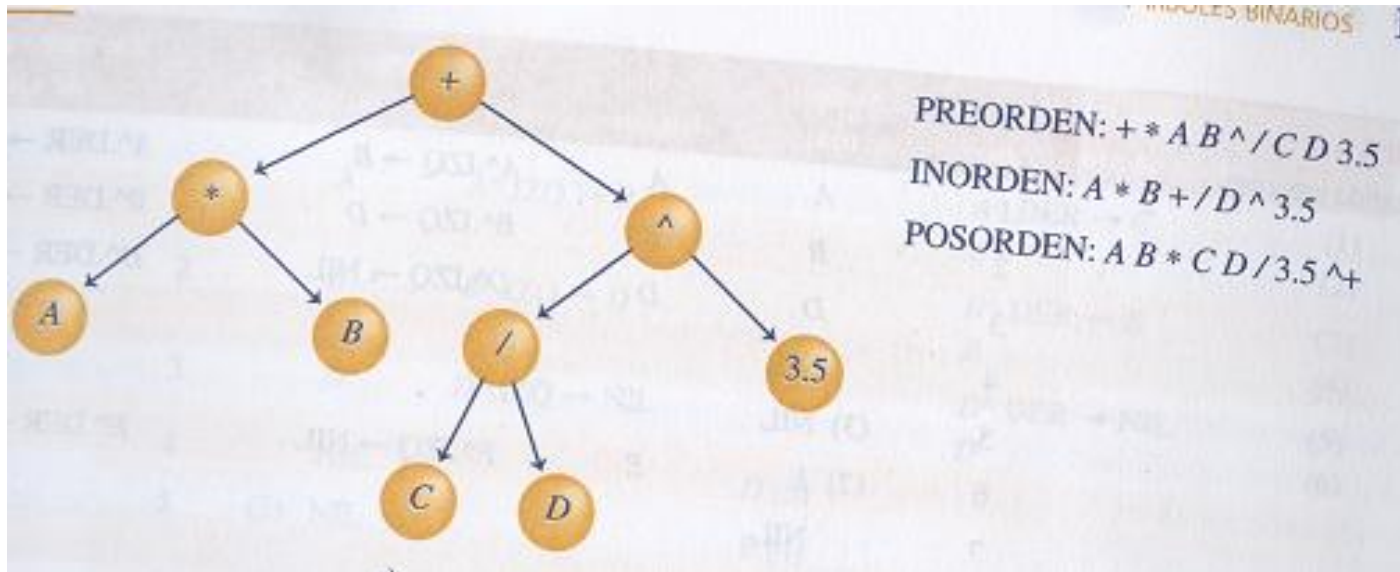 ÁRBOLES BINARIOS
+
PREORDEN: + * A B ^ / C D 3.5
*
^
INORDEN: A * B + / D ^ 3.5
POSORDEN: A B * C D / 3.5 ^+
A
B
/
3.5
C
D